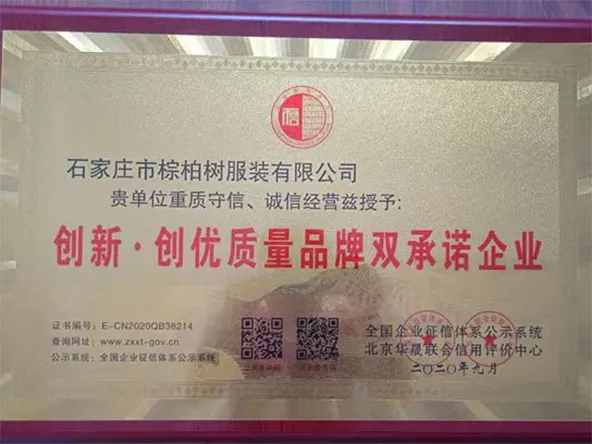 信
石家庄市棕柏树服装有限公司
贵单位重质守信、诚信经营兹授予:
创新·创优质量品牌双承诺企业
证书编号: E-CN2020QB38214
查询网址: www.zxxt-gov.cn
公示系统: 全国企业征信体系公示系统
全国企业征信体系公示系统
北京华晟联合信用评价中心
二〇二〇年九月